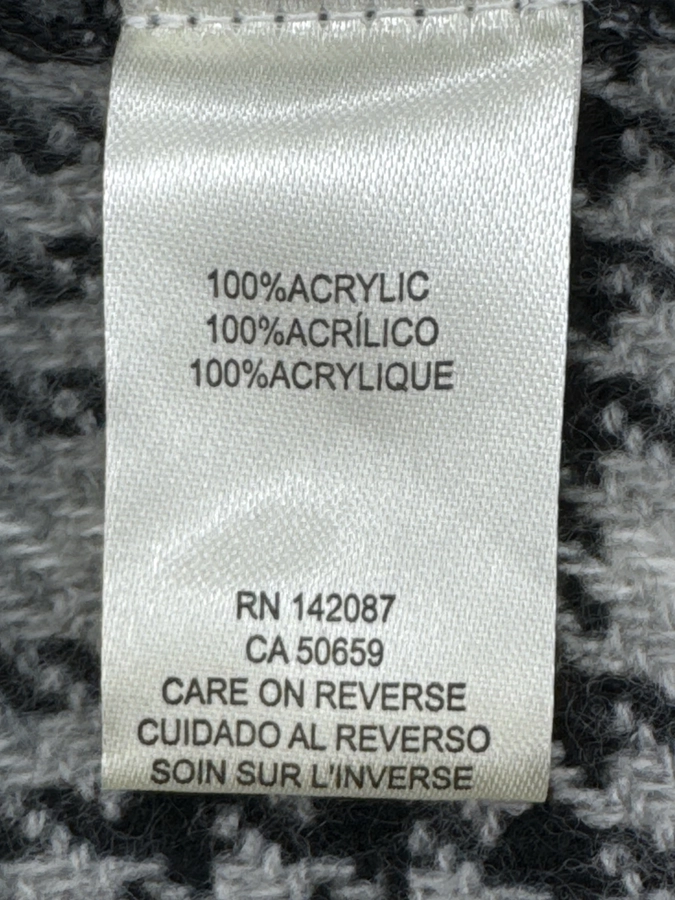 100%ACRYLIC
100%ACRÍLICO
100%ACRYLIQUE
RN 142087
CA 50659
CARE ON REVERSE
CUIDADO AL REVERSO
SOIN SUR L'INVERSE